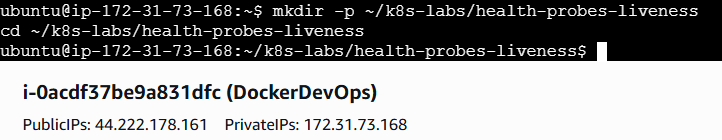 ubuntu@ip-172-31-73-168:~$ mkdir -p ~/k8s-labs/health-probes-liveness
cd ~/k8s-labs/health-probes-liveness
ubuntu@ip-172-31-73-168:~/k8s-labs/health-probes-liveness$
i-0acdf37be9a831dfc (DockerDevOps)
PublicIPs: 44.222.178.161 PrivateIPs: 172.31.73.168